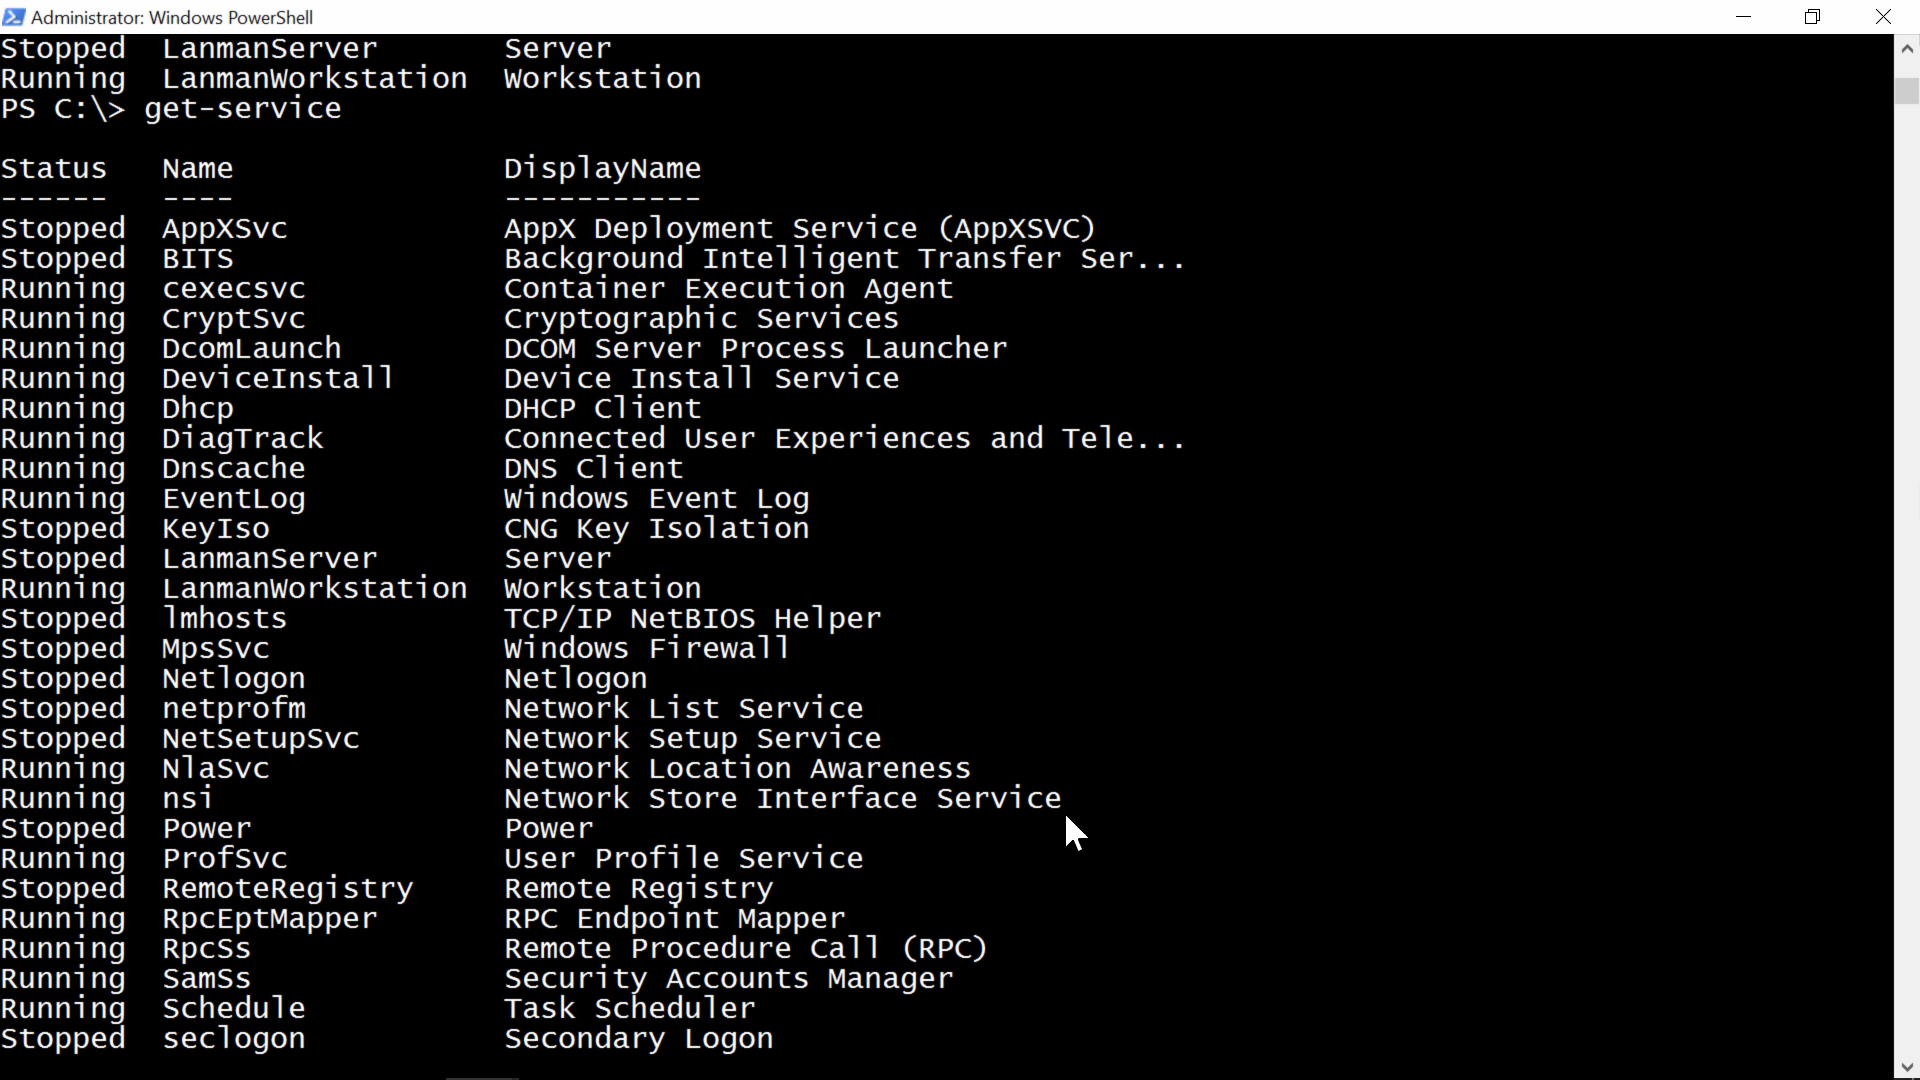 Administrator: Windows PowerShell
Stopped  LanmanServer       Server
Running  LanmanWorkstation  Workstation
PS C:\> get-service
Status   Name               DisplayName
------   ----               -----------
Stopped  AppXSvc            AppX Deployment Service (AppXSVC)
Stopped  BITS               Background Intelligent Transfer Ser...
Running  cexecsvc           Container Execution Agent
Running  CryptSvc           Cryptographic Services
Running  DcomLaunch         DCOM Server Process Launcher
Running  DeviceInstall      Device Install Service
Running  Dhcp               DHCP Client
Running  DiagTrack          Connected User Experiences and Tele...
Running  Dnscache           DNS Client
Running  EventLog           Windows Event Log
Stopped  KeyIso             CNG Key Isolation
Stopped  LanmanServer       Server
Running  LanmanWorkstation  Workstation
Stopped  lmhosts            TCP/IP NetBIOS Helper
Stopped  MpsSvc             Windows Firewall
Stopped  Netlogon           Netlogon
Stopped  netprofm           Network List Service
Stopped  NetSetupSvc        Network Setup Service
Running  NlaSvc             Network Location Awareness
Running  nsi                Network Store Interface Service
Stopped  Power              Power
Running  ProfSvc            User Profile Service
Stopped  RemoteRegistry     Remote Registry
Running  RpcEptMapper       RPC Endpoint Mapper
Running  RpcSs              Remote Procedure Call (RPC)
Running  SamSs              Security Accounts Manager
Running  Schedule           Task Scheduler
Stopped  seclogon           Secondary Logon